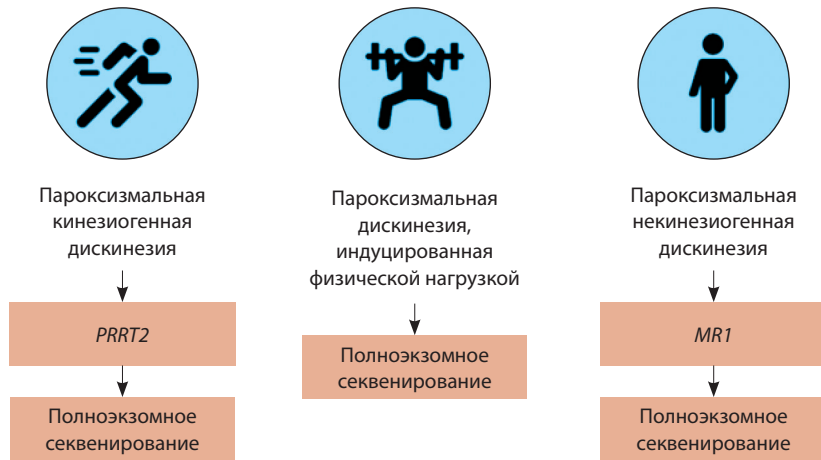 Пароксизмальная
кинезиогенная
дискинезия
PRRT2
Полноэкзомное
секвенирование
Пароксизмальная
дискинезия,
индуцированная
физической нагрузкой
Полноэкзомное
секвенирование
Пароксизмальная
некинезиогенная
дискинезия
MR1
Полноэкзомное
секвенирование